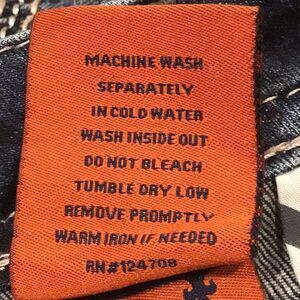 MACHINE WASH
SEPARATELY
IN COLD WATER
WASH INSIDE OUT
DO NOT BLEACH
TUMBLE DRY LOW
REMOVE PROMPTLY
WARM IRON IF NEEDED
RN#124708